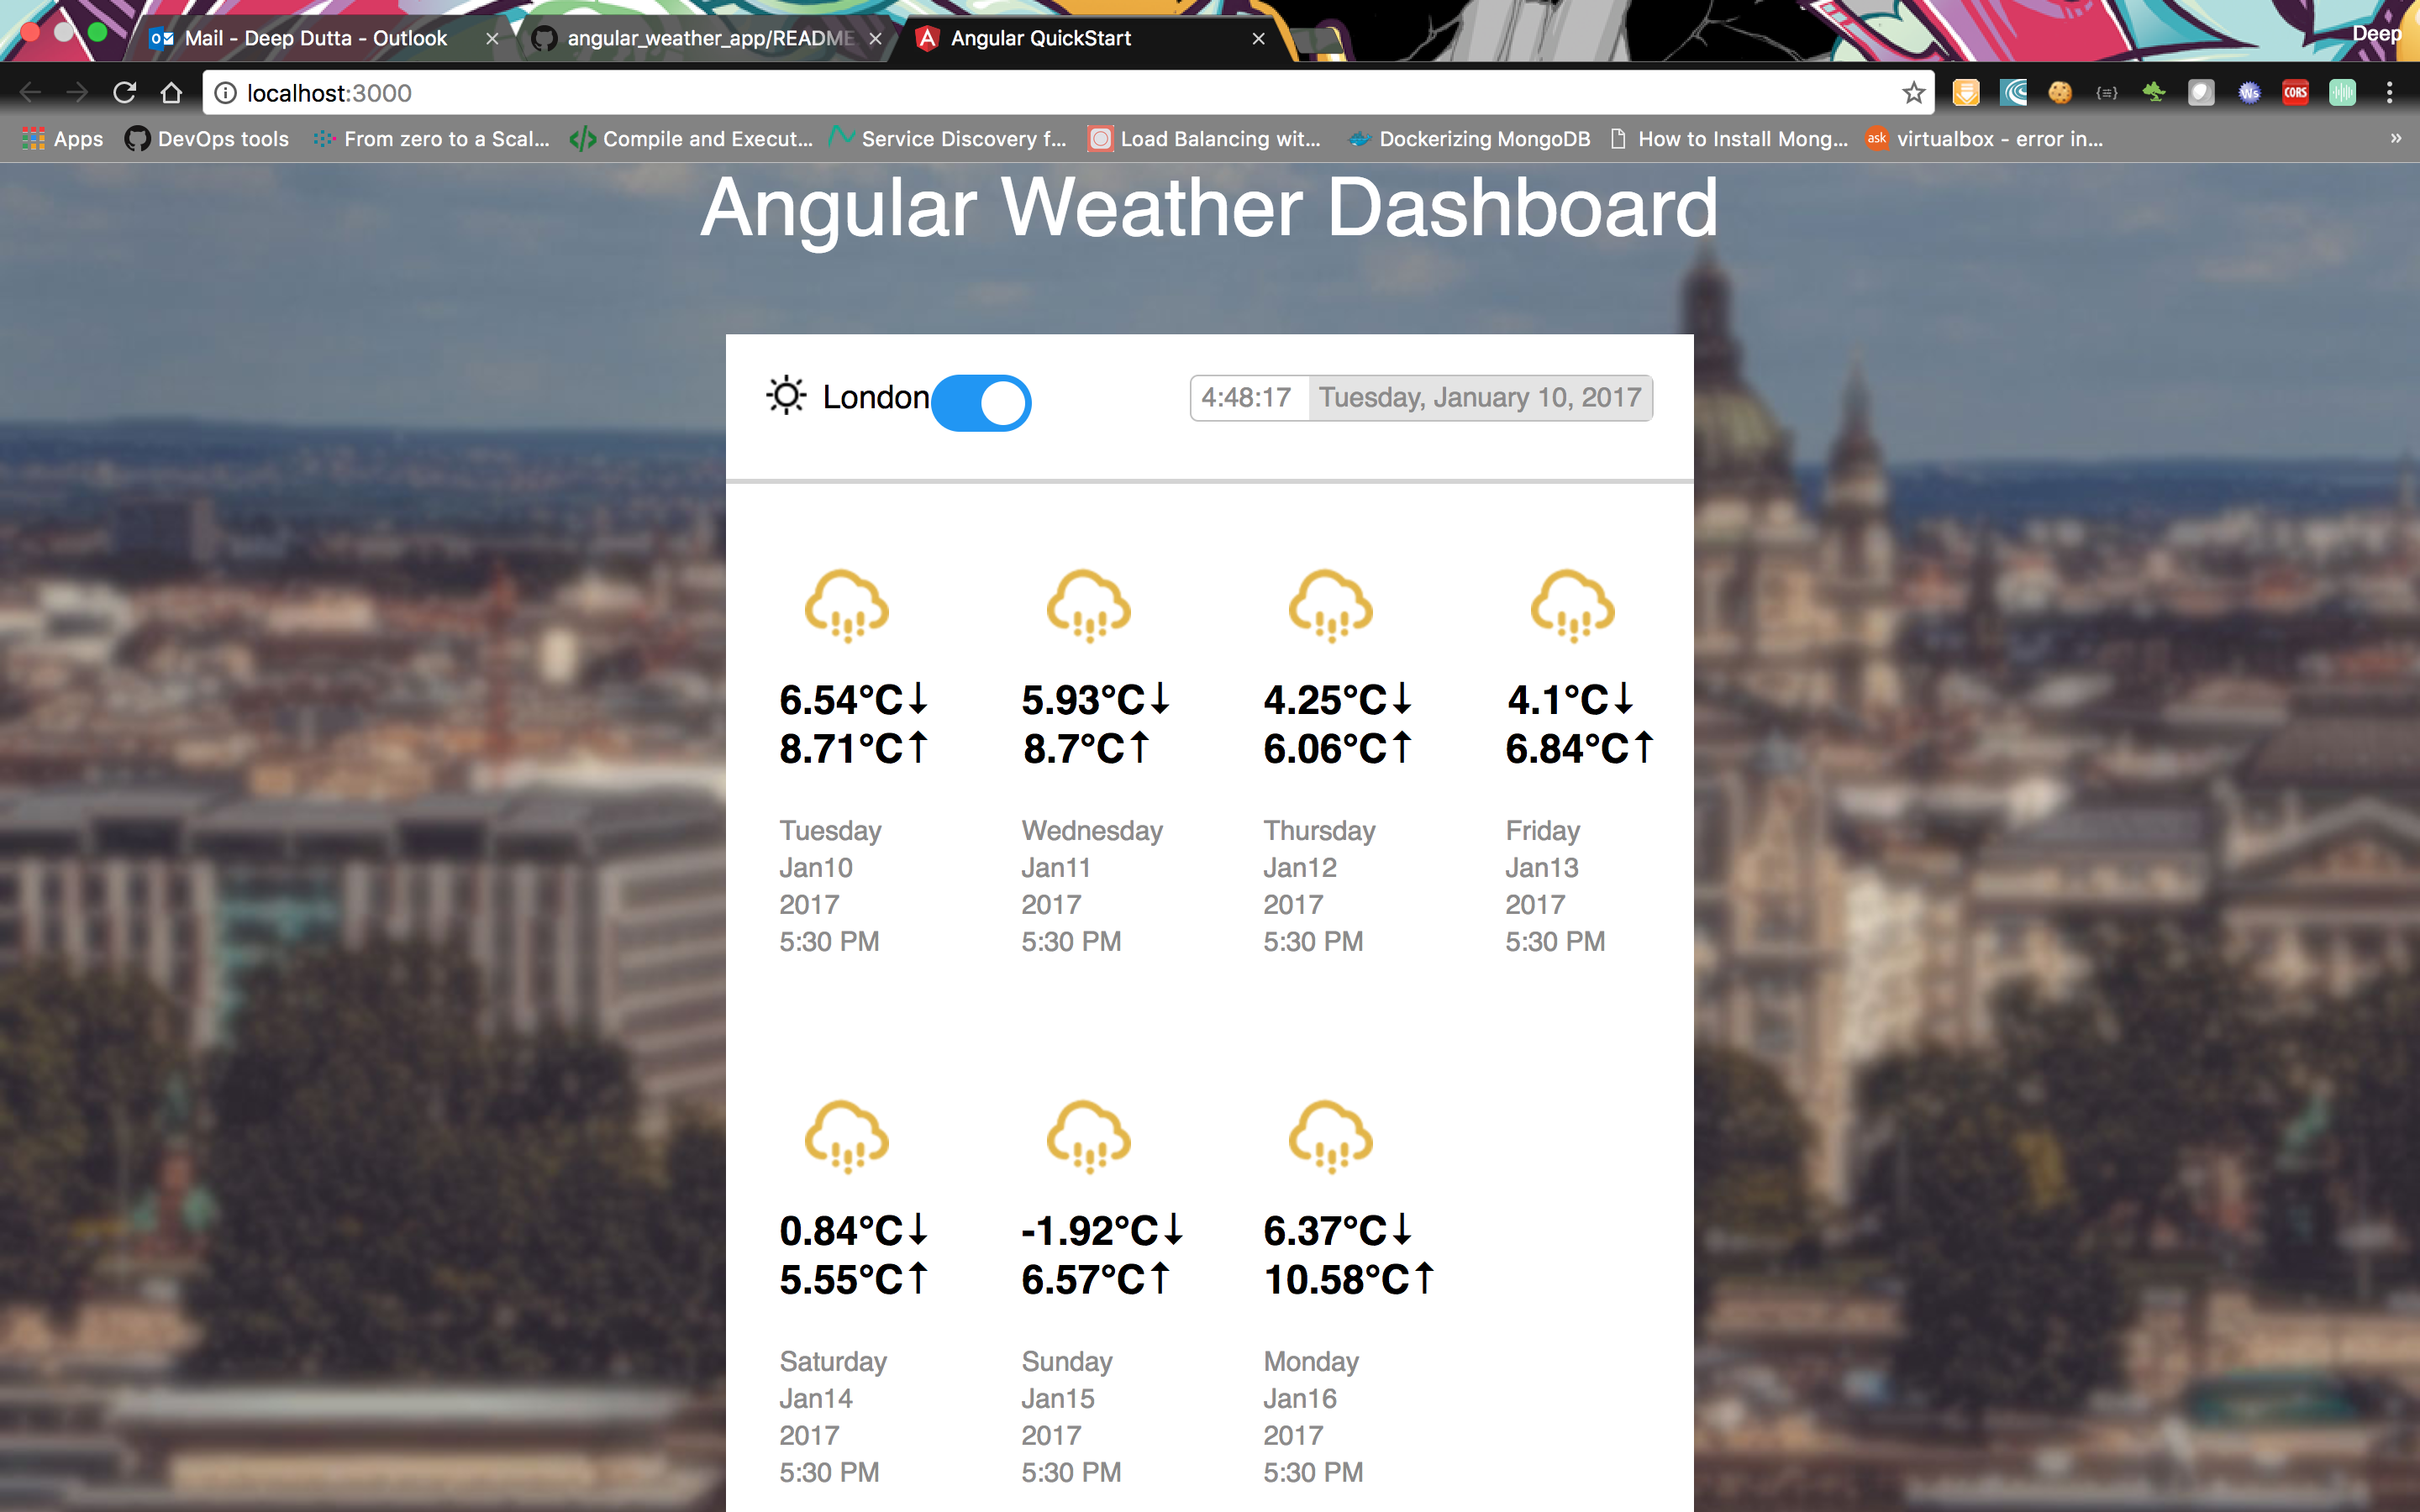 Mail - Deep Dutta - Outlook
angular_weather_app/README
Angular QuickStart
Deep
localhost:3000
Ws
CORS
Apps
DevOps tools
From zero to a Scal...
Compile and Execut...
Service Discovery f...
Load Balancing wit...
Dockerizing MongoDB
How to Install Mong...
ask
virtualbox - error in...
»
Angular Weather Dashboard
London
4:48:17 Tuesday, January 10, 2017
6.54°C↓ 5.93°C↓ 4.25°C↓ 4.1°C↓
8.71°C↑ 8.7°C↑ 6.06°C↑ 6.84°C↑
Tuesday Wednesday Thursday Friday
Jan10 Jan11 Jan12 Jan13
2017 2017 2017 2017
5:30 PM 5:30 PM 5:30 PM 5:30 PM
0.84°C↓ -1.92°C↓ 6.37°C↓
5.55°C↑ 6.57°C↑ 10.58°C↑
Saturday Sunday Monday
Jan14 Jan15 Jan16
2017 2017 2017
5:30 PM 5:30 PM 5:30 PM